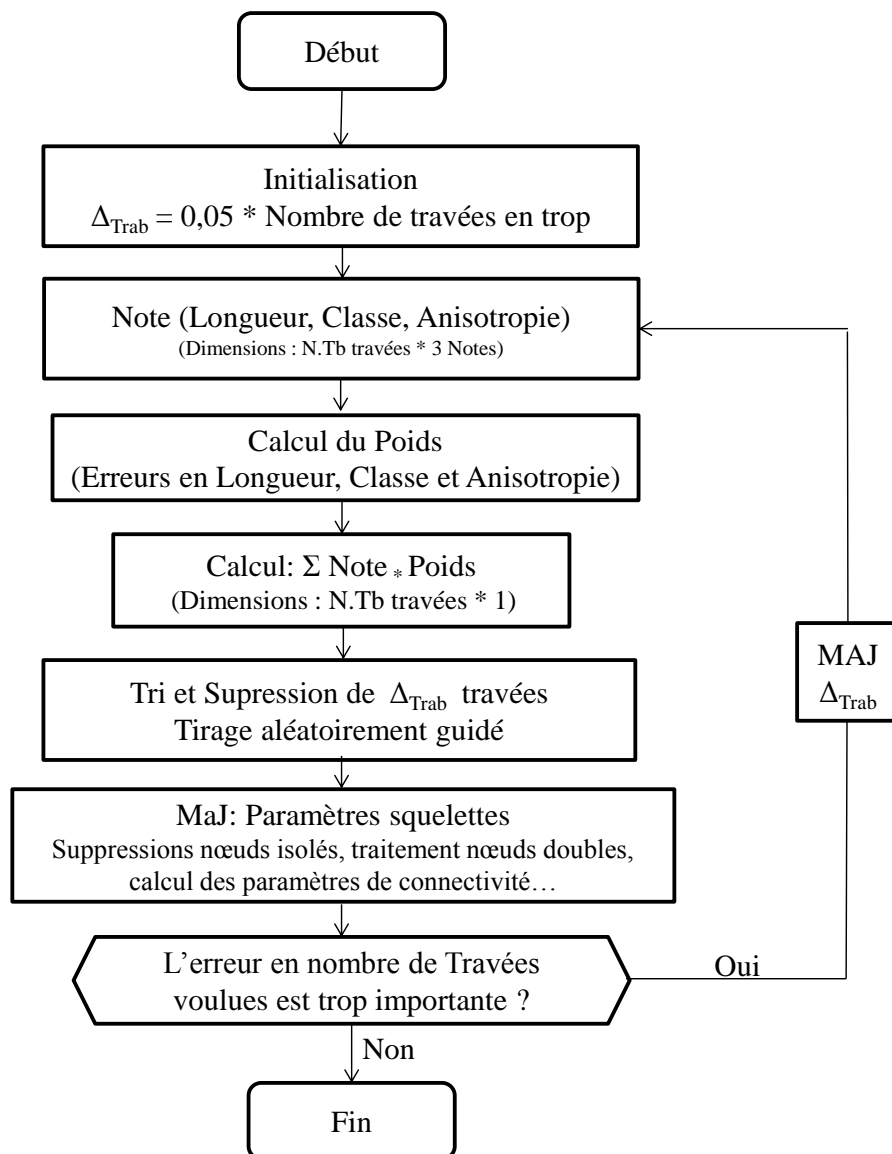 Début
Initialisation
Δ_Trab = 0,05 * Nombre de travées en trop
Note (Longueur, Classe, Anisotropie)
(Dimensions : N.Tb travées * 3 Notes)
Calcul du Poids
(Erreurs en Longueur, Classe et Anisotropie)
Calcul: Σ Note * Poids
(Dimensions : N.Tb travées * 1)
Tri et Supression de Δ_Trab travées
Tirage aléatoirement guidé
MAJ
Δ_Trab
MaJ: Paramètres squelettes
Suppressions nœuds isolés, traitement nœuds doubles,
calcul des paramètres de connectivité…
L’erreur en nombre de Travées
voulues est trop importante ?
Oui
Non
Fin